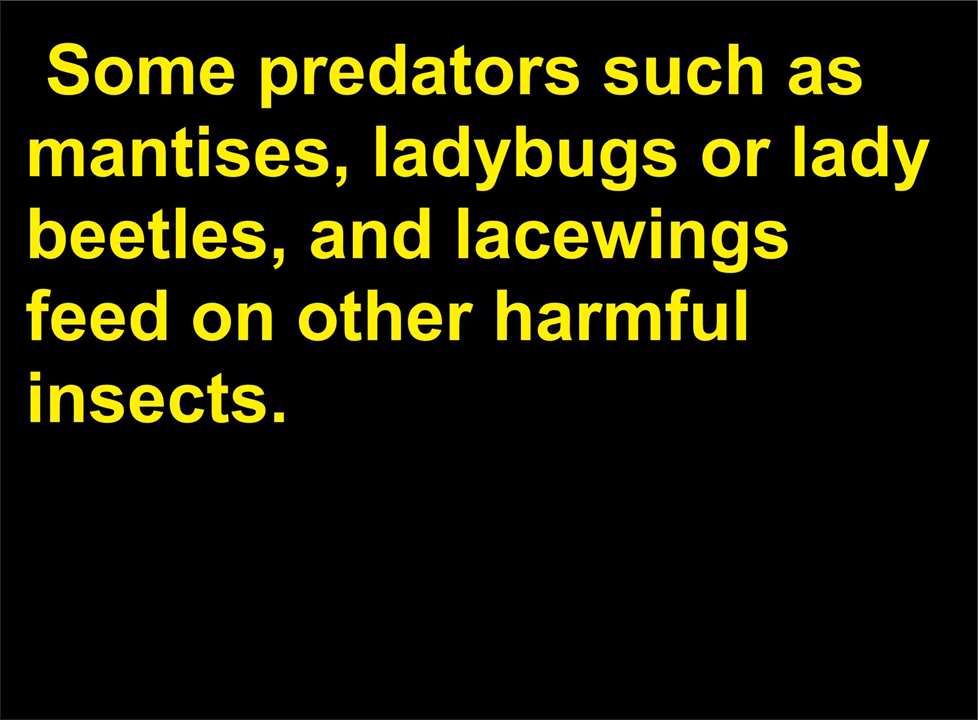 Some predators such as
mantises, ladybugs or lady
beetles, and lacewings
feed on other harmful
insects.